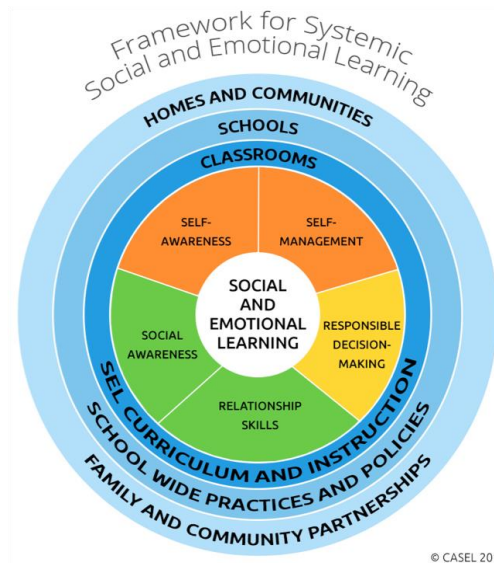 Framework for Systemic
Social and Emotional Learning
HOMES AND COMMUNITIES
SCHOOLS
CLASSROOMS
SELF-
AWARENESS
SELF-
MANAGEMENT
SOCIAL
AND
EMOTIONAL
LEARNING
SOCIAL
AWARENESS
RESPONSIBLE
DECISION-
MAKING
RELATIONSHIP
SKILLS
SEL CURRICULUM AND INSTRUCTION
SCHOOL WIDE PRACTICES AND POLICIES
FAMILY AND COMMUNITY PARTNERSHIPS
© CASEL 20